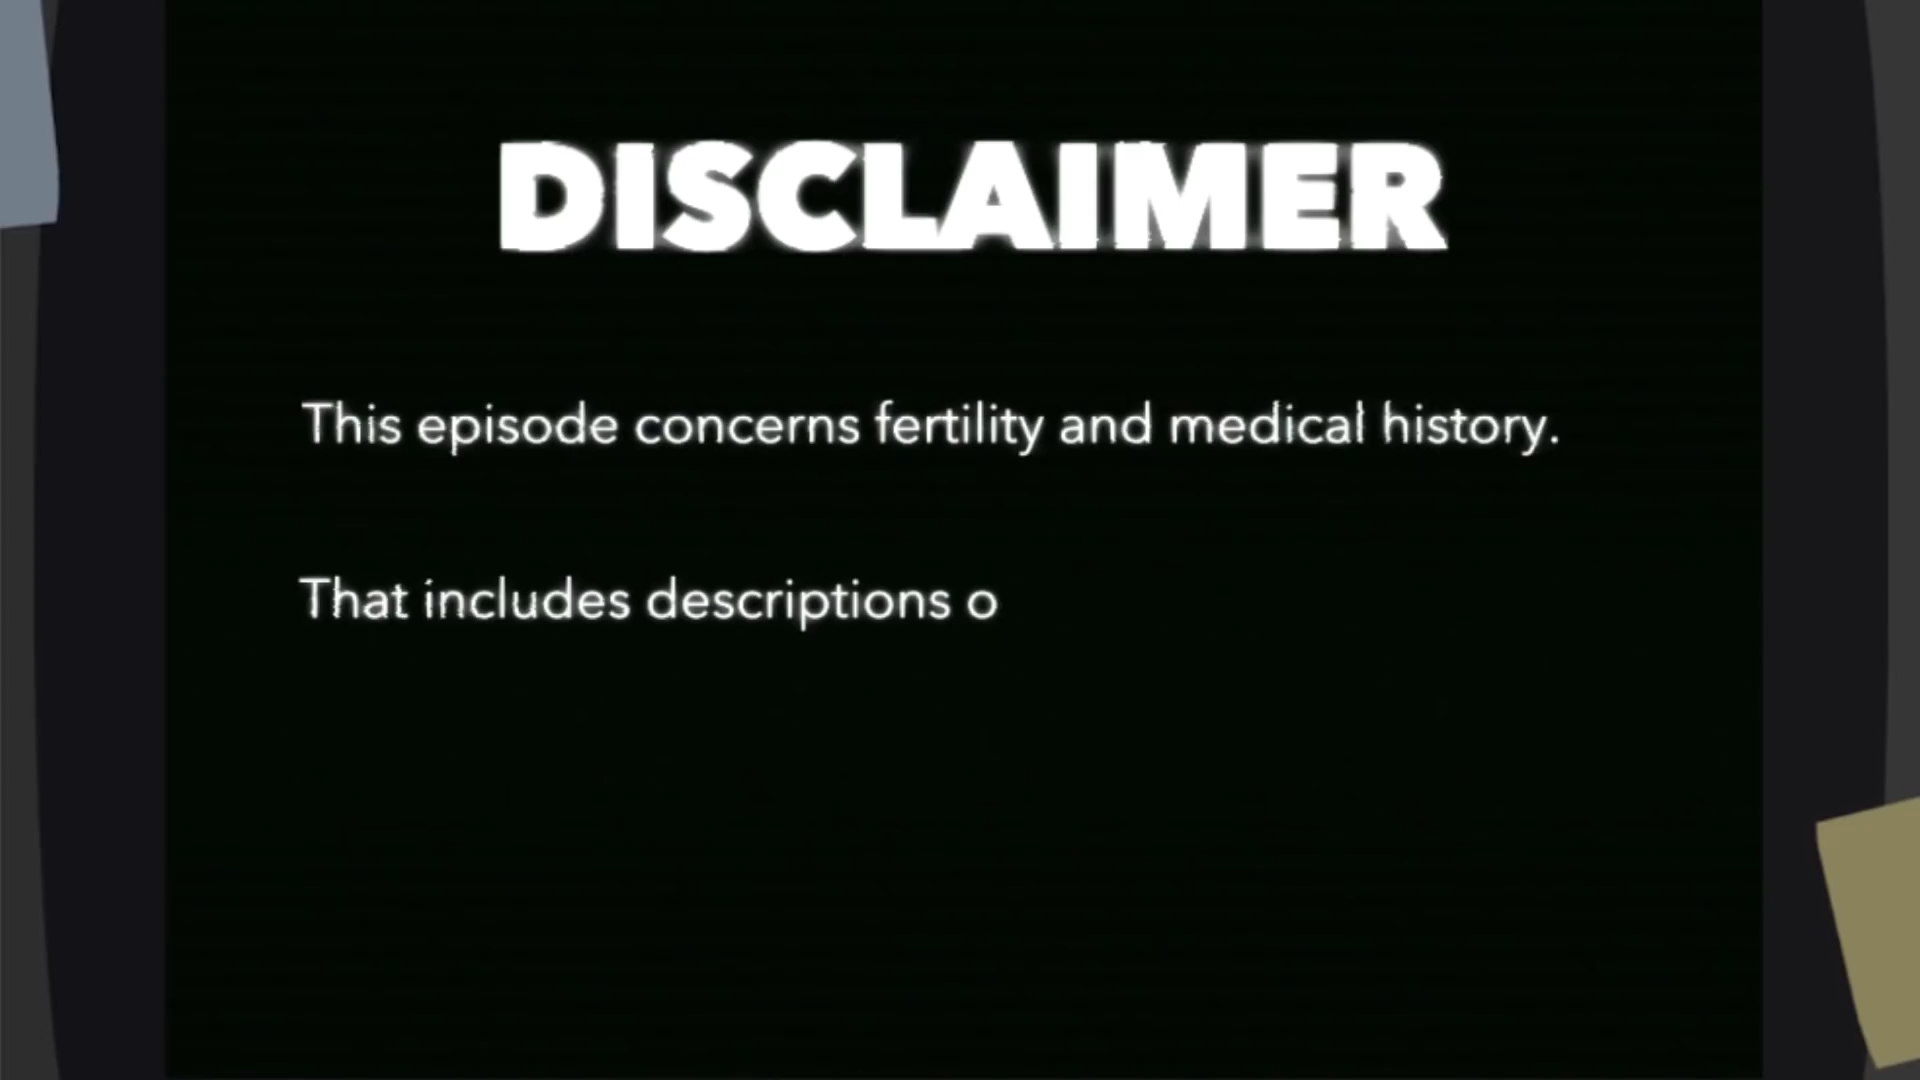 DISCLAIMER
This episode concerns fertility and medical history.
That includes descriptions o